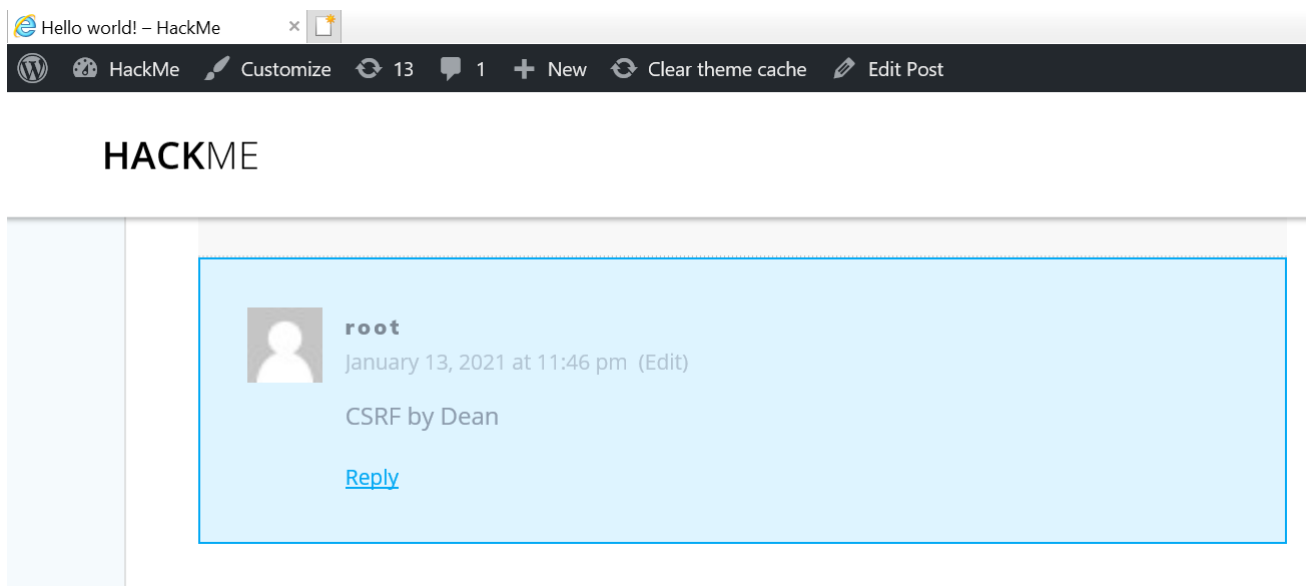 Hello world! – HackMe ×
HackMe Customize 13 1 New Clear theme cache Edit Post
HACKME
root
January 13, 2021 at 11:46 pm (Edit)
CSRF by Dean
Reply